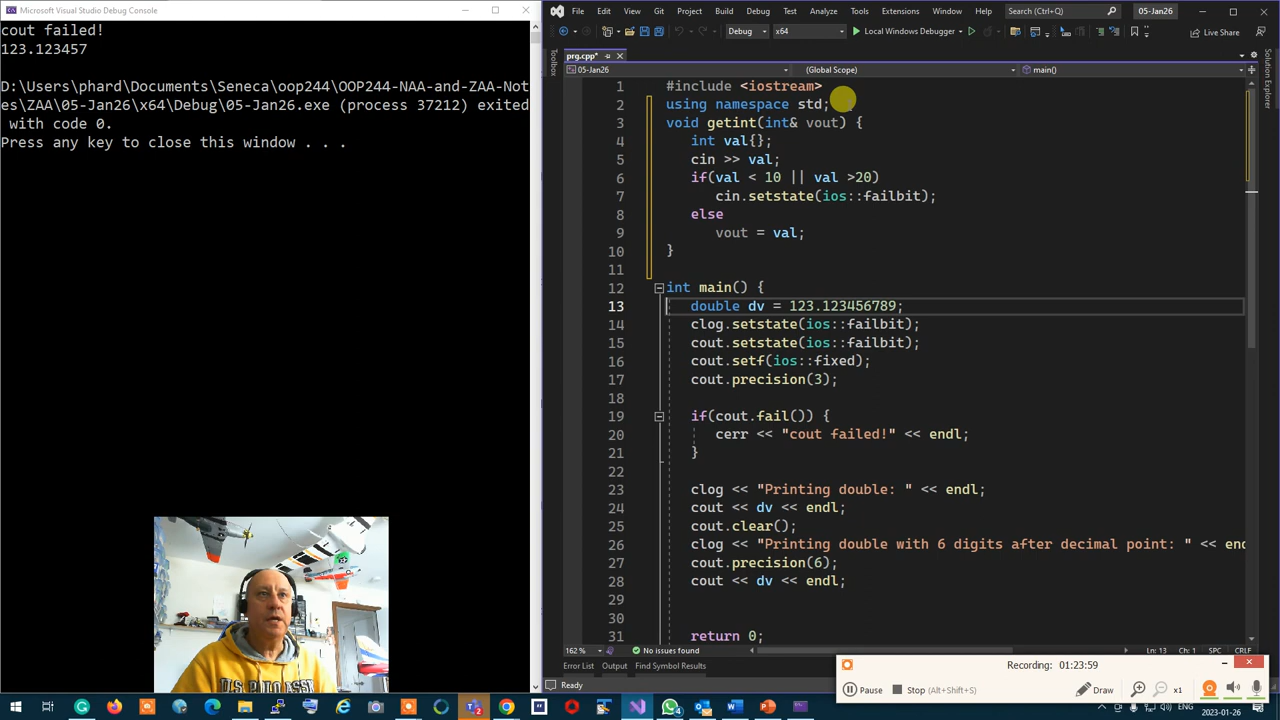 Microsoft Visual Studio Debug Console
cout failed!
123.123457
D:\Users\phard\Documents\Seneca\oop244\OOP244-NAA-and-ZAA-Not
es\ZAA\05-Jan26\x64\Debug\05-Jan26.exe (process 37212) exited
with code 0.
Press any key to close this window . . .
File Edit View Git Project Build Debug Test Analyze Tools Extensions Window Help Search (Ctrl+Q) 05-Jan26
Debug x64 Local Windows Debugger Live Share
prg.cpp*
05-Jan26 (Global Scope) main()
Toolbox
Solution Explorer
Git Changes
1 #include <iostream>
2 using namespace std;
3 void getint(int& vout) {
4 int val{};
5 cin >> val;
6 if(val < 10 || val >20)
7 cin.setstate(ios::failbit);
8 else
9 vout = val;
10 }
11
12 int main() {
13 double dv = 123.123456789;
14 clog.setstate(ios::failbit);
15 cout.setstate(ios::failbit);
16 cout.setf(ios::fixed);
17 cout.precision(3);
18
19 if(cout.fail()) {
20 cerr << "cout failed!" << endl;
21 }
22
23 clog << "Printing double: " << endl;
24 cout << dv << endl;
25 cout.clear();
26 clog << "Printing double with 6 digits after decimal point: " << end
27 cout.precision(6);
28 cout << dv << endl;
29
30
31 return 0;
162 % No issues found Ln: 13 Ch: 1 SPC CRLF
Error List Output Find Symbol Results
Ready
Recording: 01:23:59
Pause Stop (Alt+Shift+S) Draw x1
U.S. POLO ASS
ENG 2023-01-26